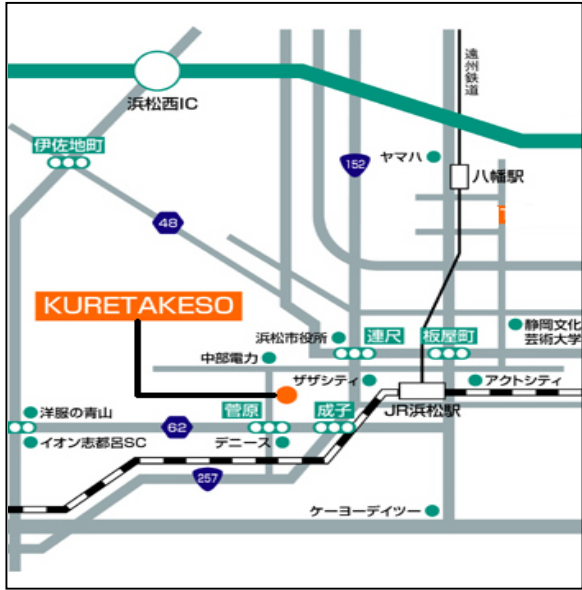 浜松西IC
遠州鉄道
伊佐地町
ヤマハ
152
八幡駅
48
KURETAKESO
浜松市役所
連尺
板屋町
静岡文化
芸術大学
中部電力
ザザシティ
アクトシティ
JR浜松駅
洋服の青山
62
菅原
成子
イオン志都呂SC
デニース
257
ケーヨーデイツー